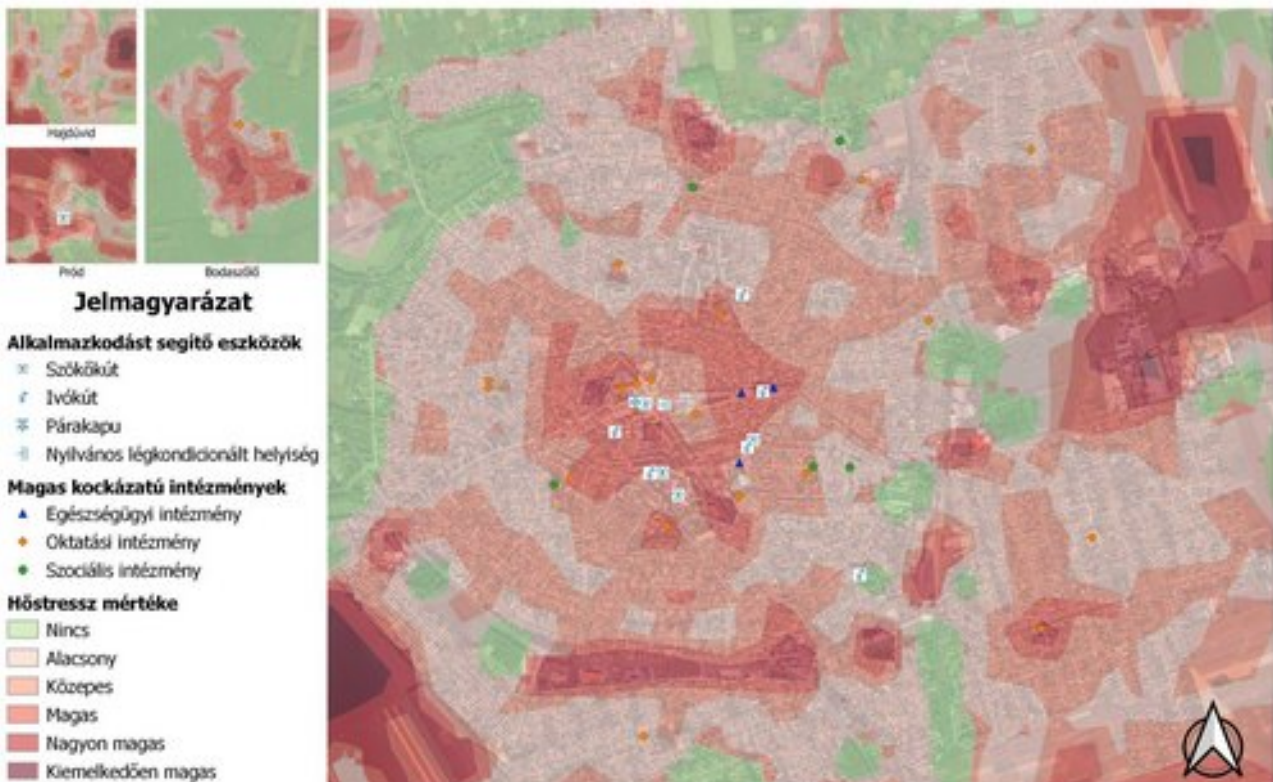 Hajdúvid
Pród
Bodaszőlő
Jelmagyarázat
Alkalmazkodást segítő eszközök
Szökőkút
Ivókút
Párakapu
Nyilvános légkondicionált helyiség
Magas kockázatú intézmények
Egészségügyi intézmény
Oktatási intézmény
Szociális intézmény
Hőstressz mértéke
Nincs
Alacsony
Közepes
Magas
Nagyon magas
Kiemelkedően magas